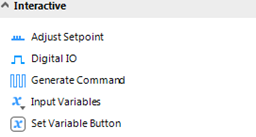 Interactive
Adjust Setpoint
Digital IO
Generate Command
Input Variables
Set Variable Button